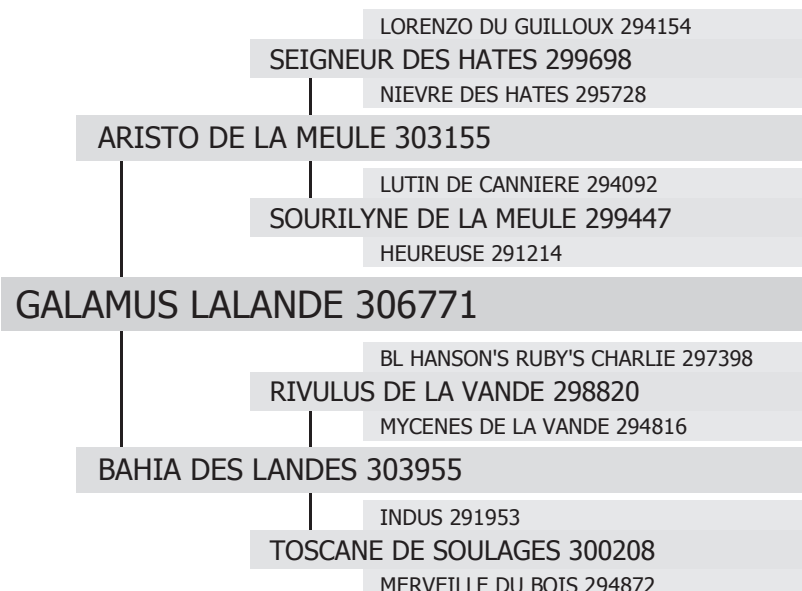 LORENZO DU GUILLOUX 294154
SEIGNEUR DES HATES 299698
NIEVRE DES HATES 295728
ARISTO DE LA MEULE 303155
LUTIN DE CANNIERE 294092
SOURILYNE DE LA MEULE 299447
HEUREUSE 291214
GALAMUS LALANDE 306771
BL HANSON'S RUBY'S CHARLIE 297398
RIVULUS DE LA VANDE 298820
MYCENES DE LA VANDE 294816
BAHIA DES LANDES 303955
INDUS 291953
TOSCANE DE SOULAGES 300208
MERVEILLE DU BOIS 294872